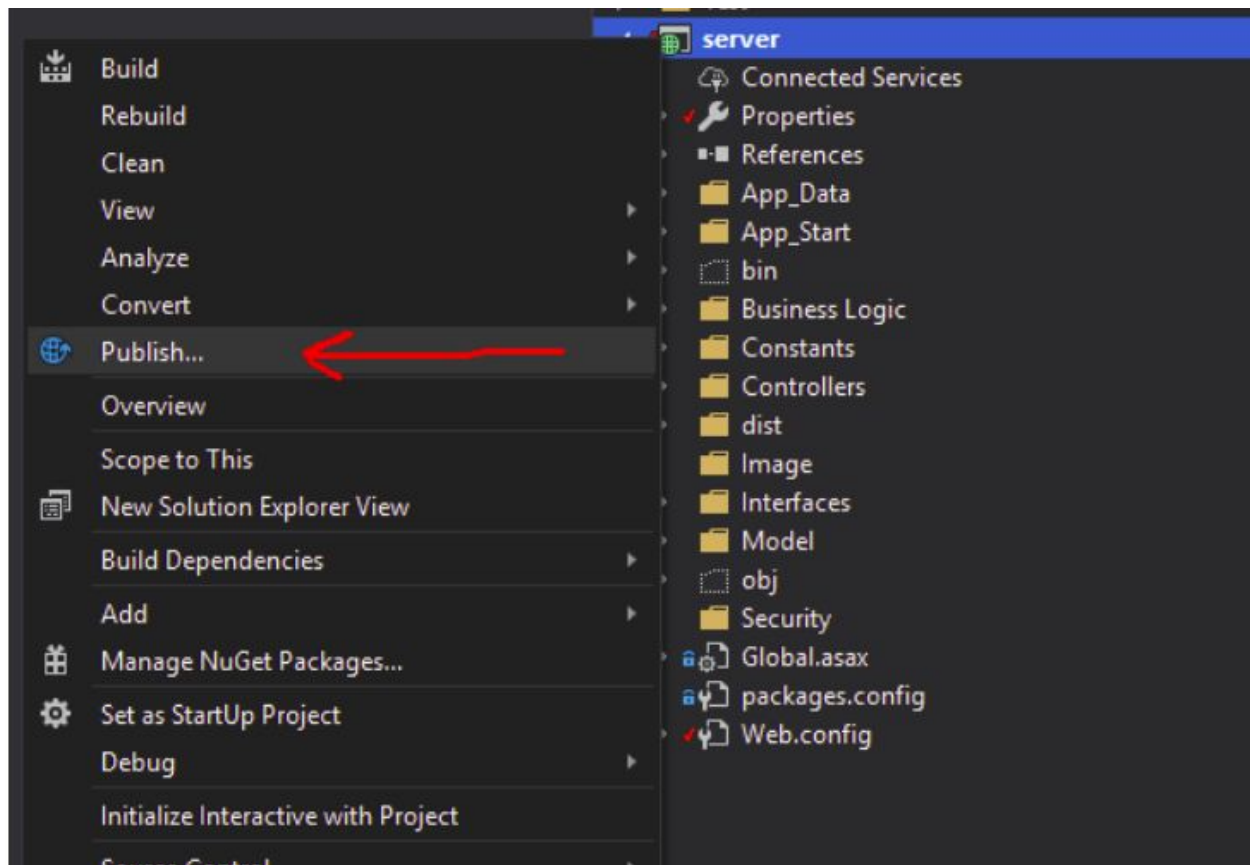 Build
Rebuild
Clean
View
Analyze
Convert
Publish...
Overview
Scope to This
New Solution Explorer View
Build Dependencies
Add
Manage NuGet Packages...
Set as StartUp Project
Debug
Initialize Interactive with Project
Source Control
server
Connected Services
Properties
References
App_Data
App_Start
bin
Business Logic
Constants
Controllers
dist
Image
Interfaces
Model
obj
Security
Global.asax
packages.config
Web.config